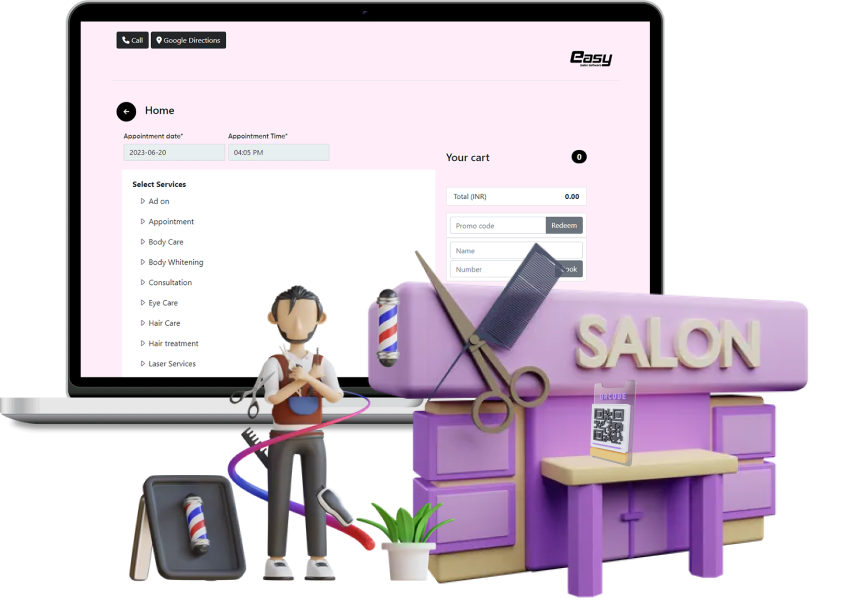 Call
Google Directions
easy
Home
Appointment date*
Appointment Time*
2023-06-20
04:05 PM
Your cart
0
Select Services
Total (INR)
0.00
Ad on
Appointment
Promo code
Redeem
Body Care
Name
Body Whitening
Number
ook
Consultation
Eye Care
Hair Care
Hair treatment
Laser Services
SALON
QRCODE